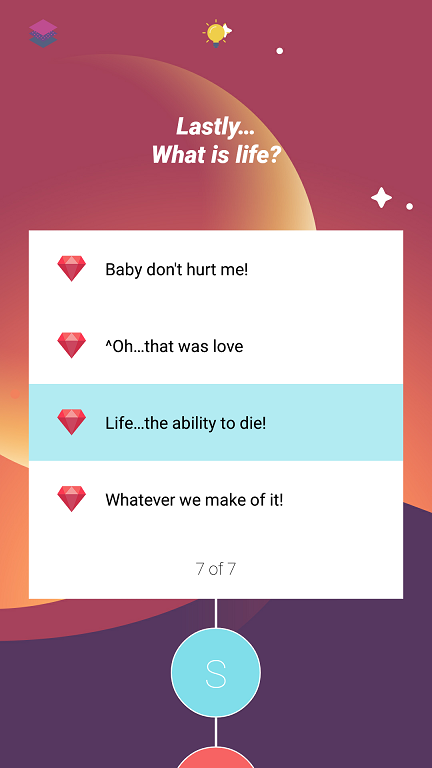 Lastly...
What is life?
Baby don't hurt me!
^Oh...that was love
Life...the ability to die!
Whatever we make of it!
7 of 7
S